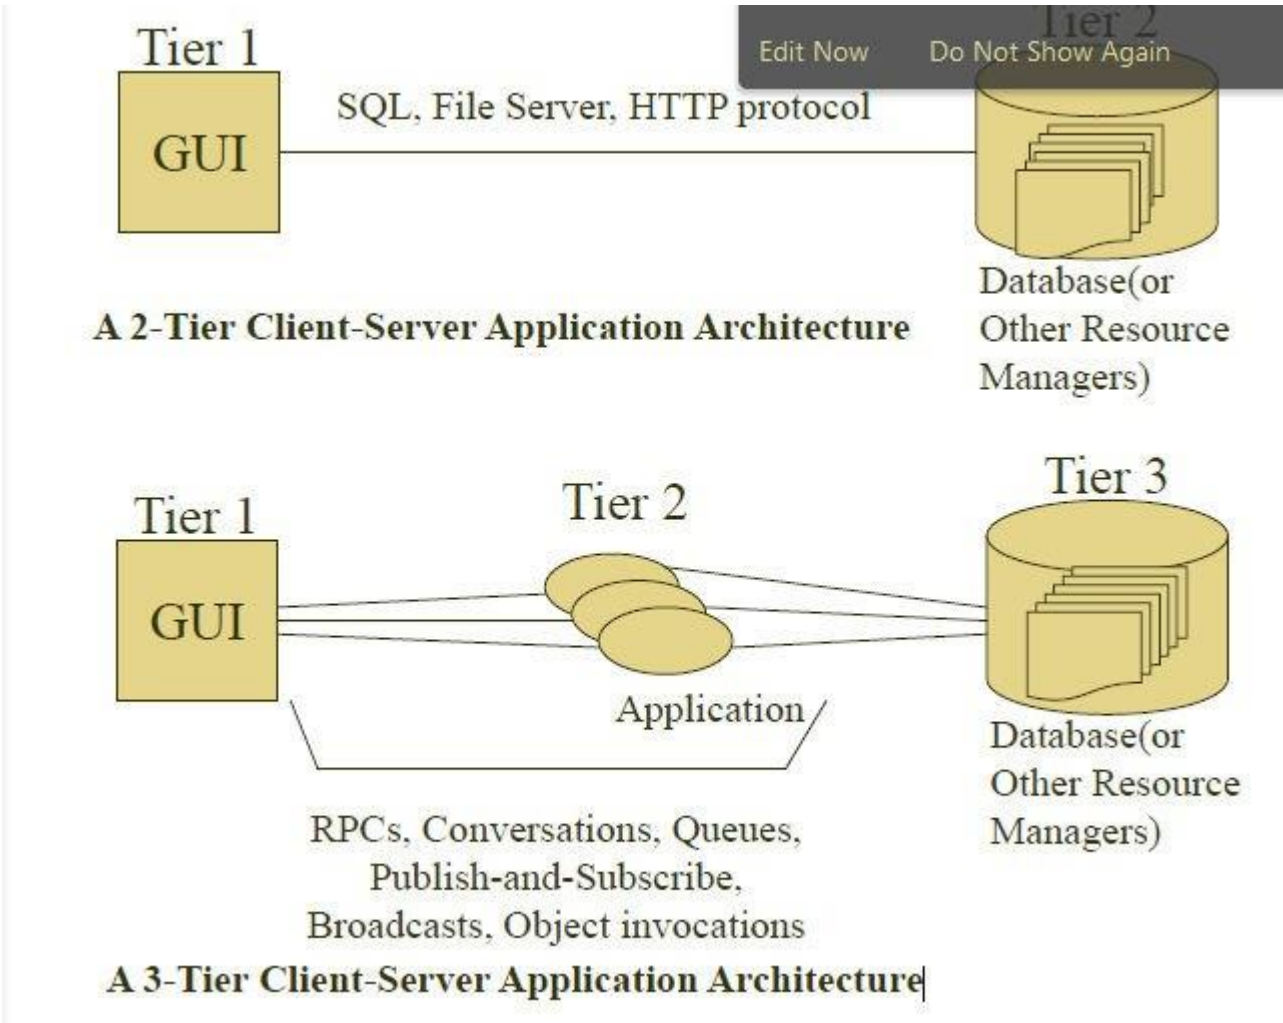 Tier 1
Tier 2
Edit Now Do Not Show Again
SQL, File Server, HTTP protocol
GUI
Database(or
Other Resource
Managers)
A 2-Tier Client-Server Application Architecture
Tier 1
Tier 2
Tier 3
GUI
Application
Database(or
Other Resource
Managers)
RPCs, Conversations, Queues,
Publish-and-Subscribe,
Broadcasts, Object invocations
A 3-Tier Client-Server Application Architecture